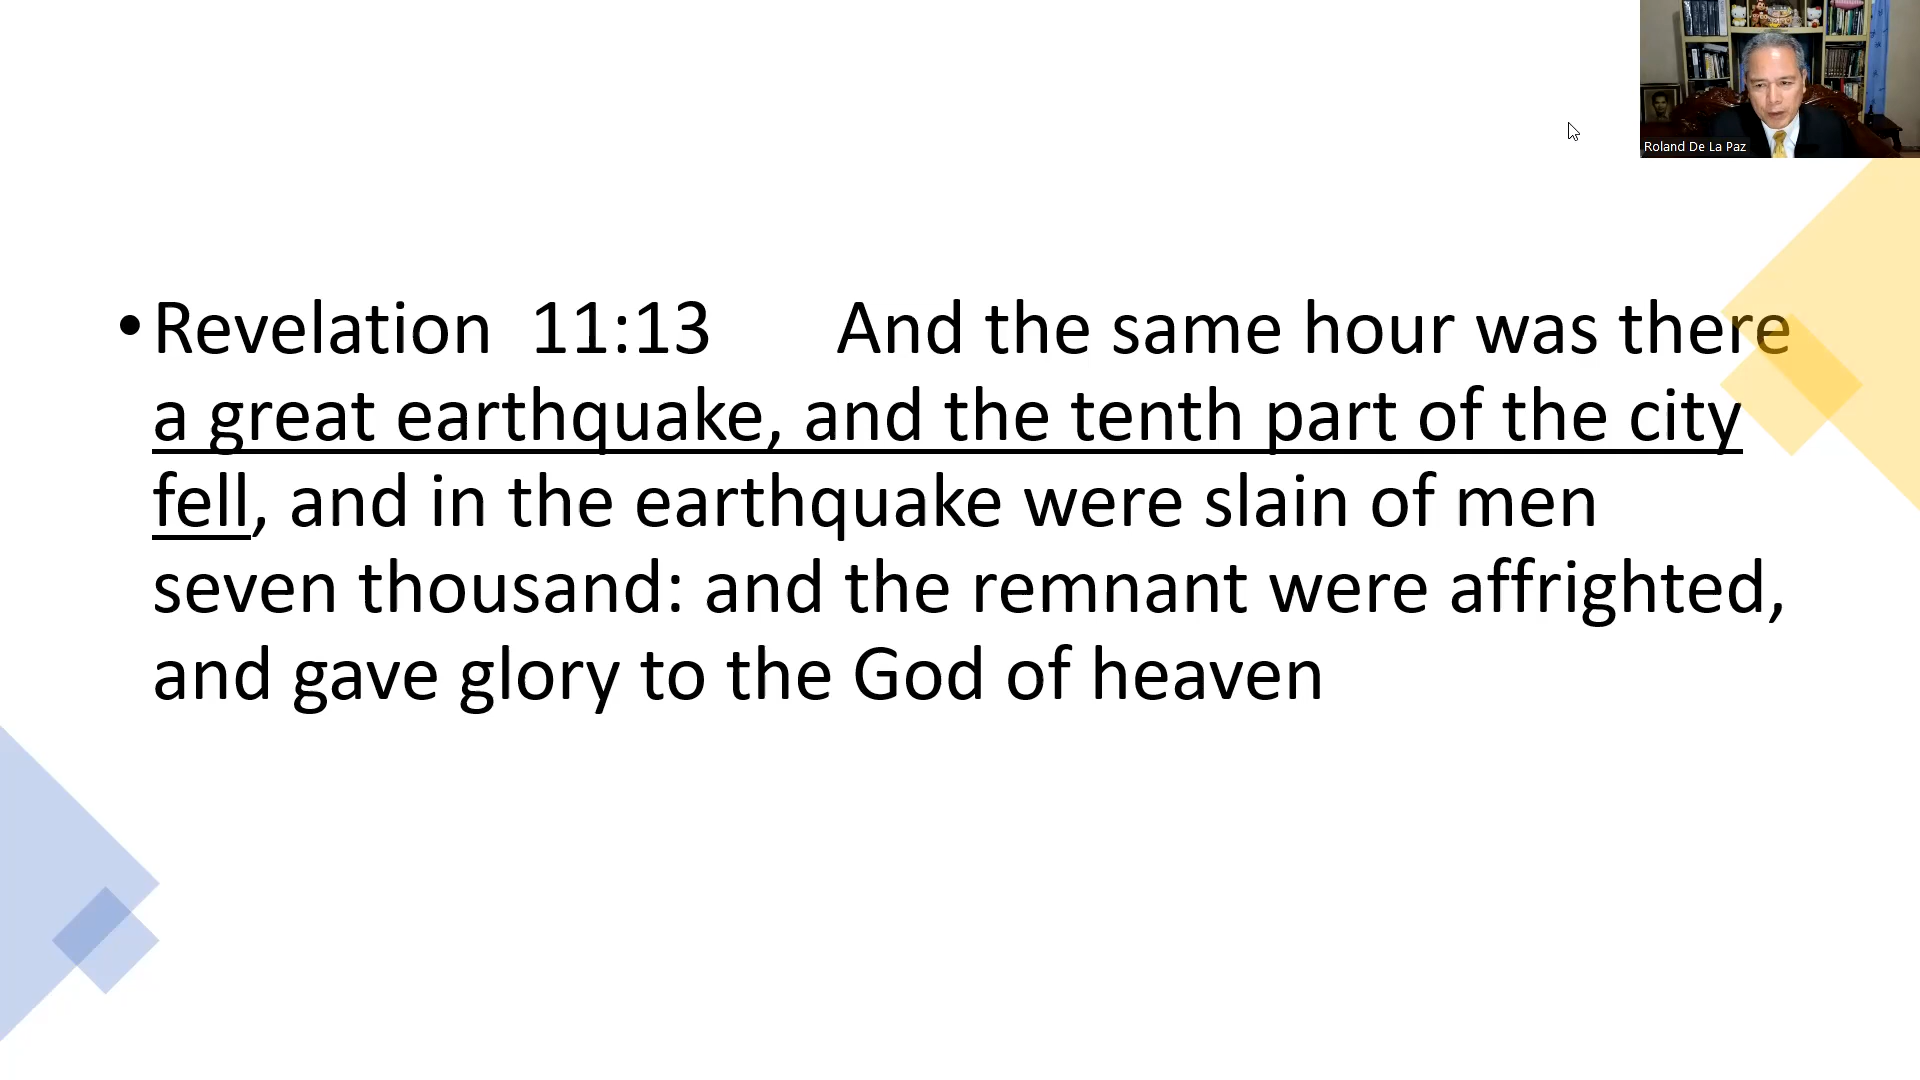 Roland De La Paz
• Revelation 11:13 And the same hour was there
a great earthquake, and the tenth part of the city
fell, and in the earthquake were slain of men
seven thousand: and the remnant were affrighted,
and gave glory to the God of heaven